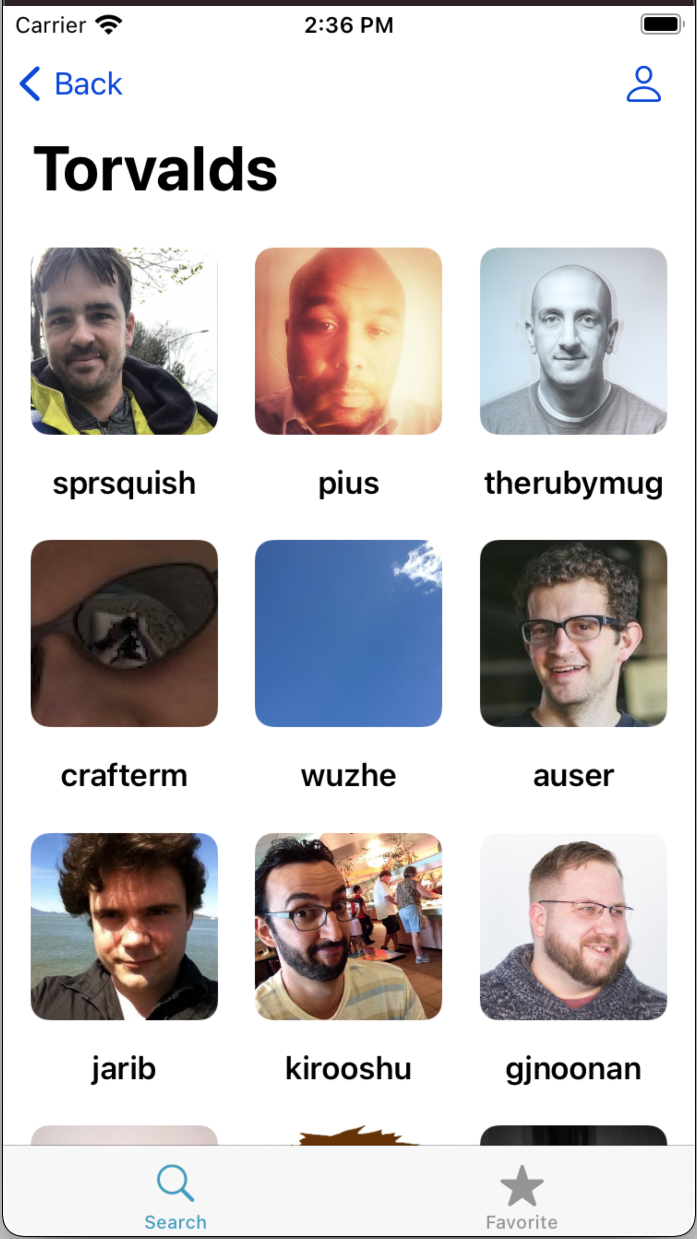 Carrier 2:36 PM
Back
Torvalds
sprsquish pius therubymug
crafterm wuzhe auser
jarib kirooshu gjnoonan
Search Favorite